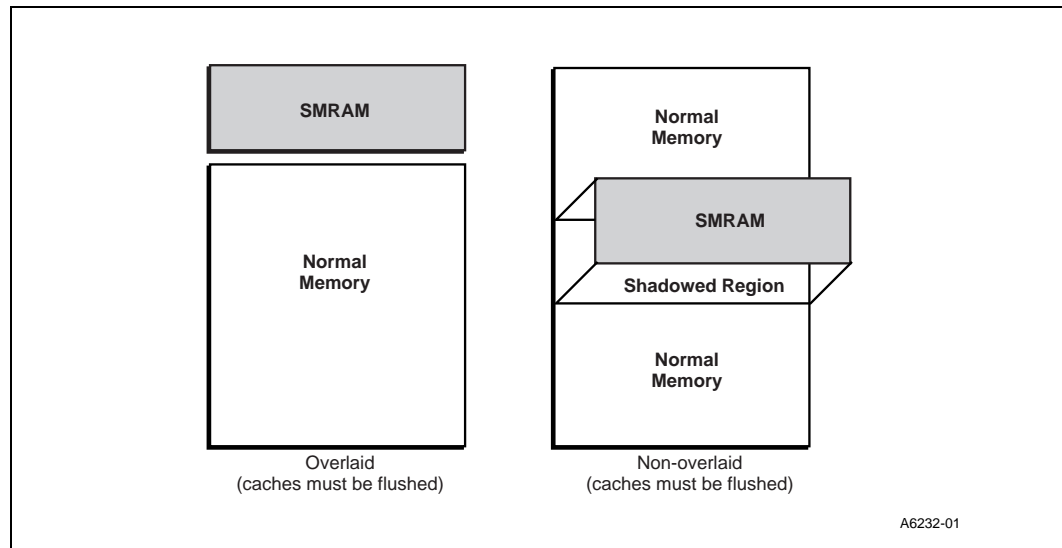 SMRAM
Normal
Memory
Overlaid
(caches must be flushed)
Normal
Memory
SMRAM
Shadowed Region
Normal
Memory
Non-overlaid
(caches must be flushed)
A6232-01